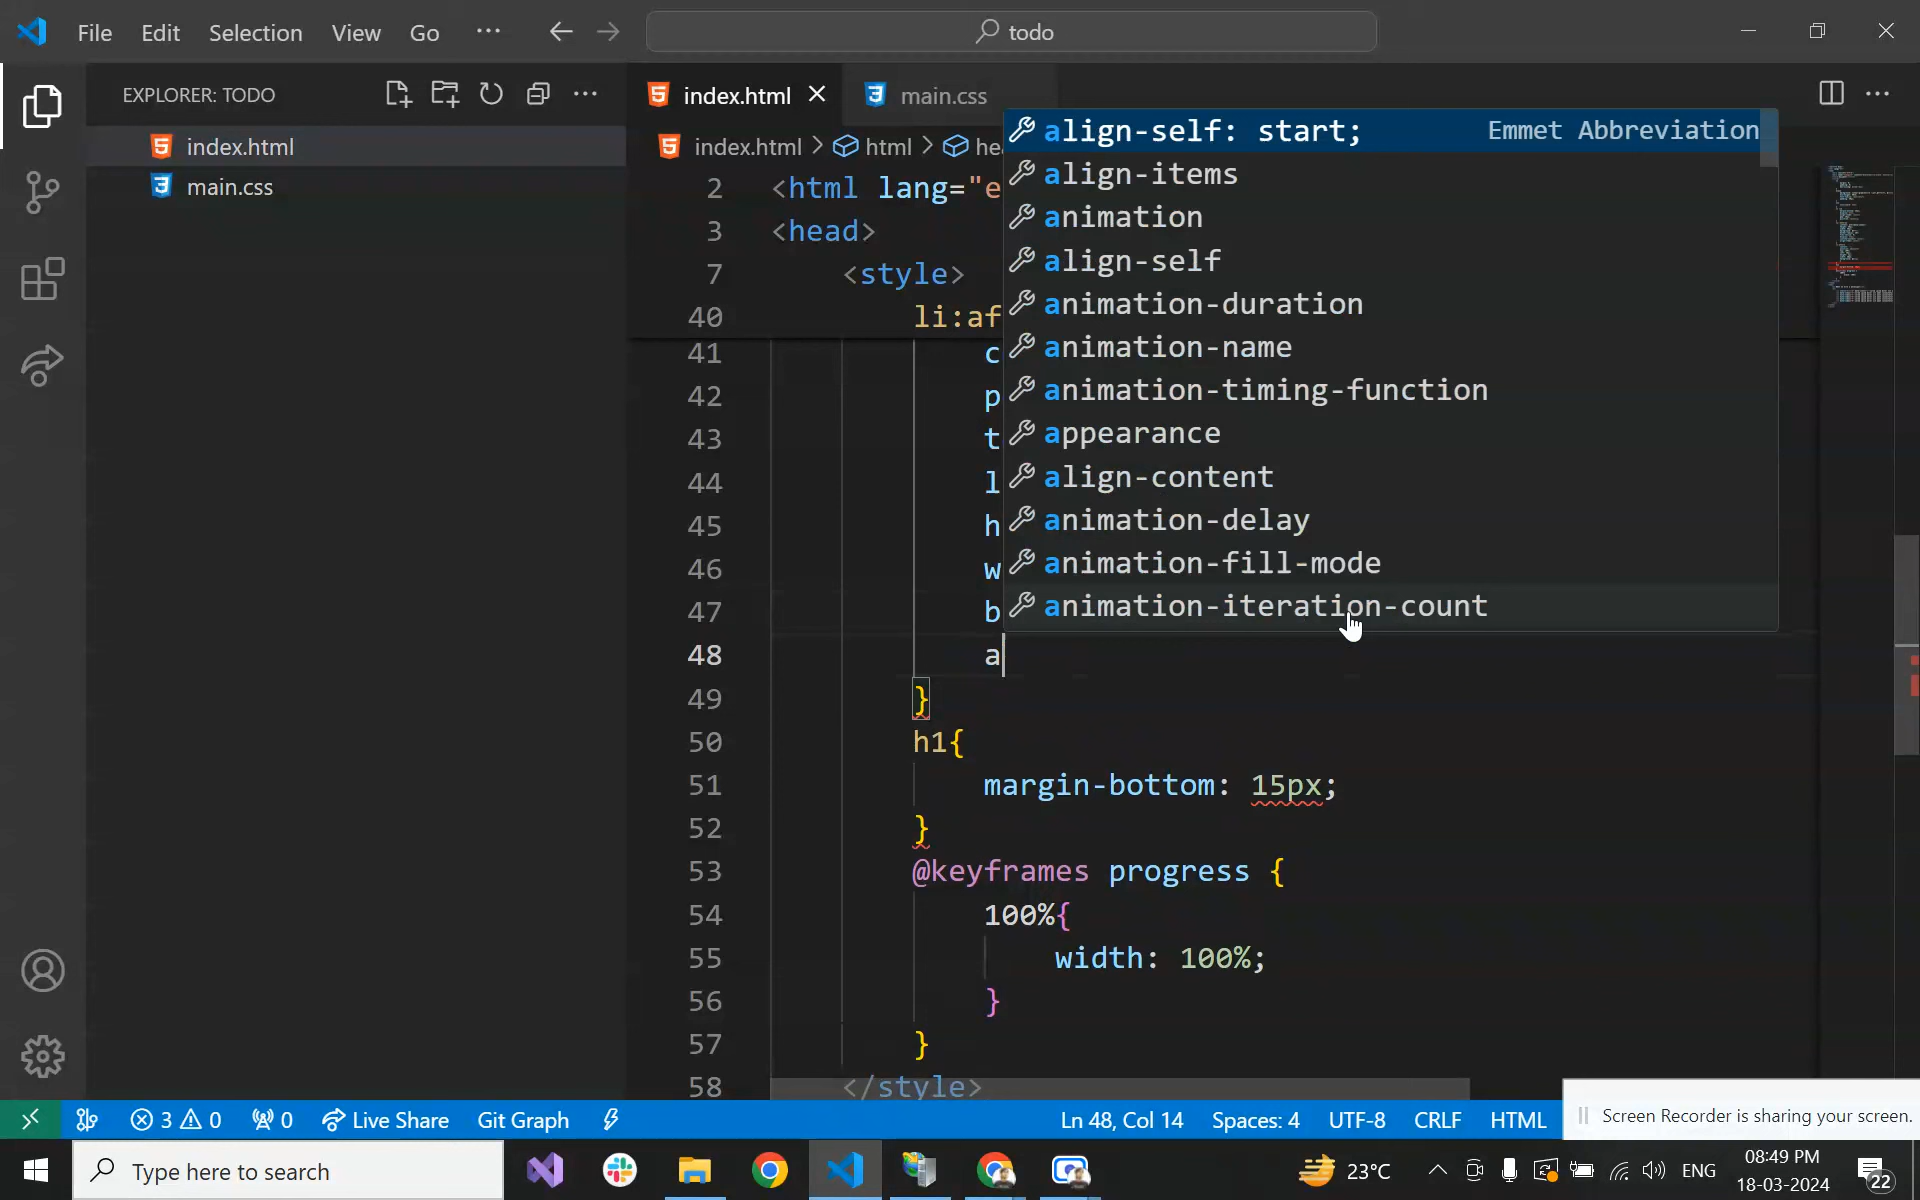 File Edit Selection View Go ··· todo
EXPLORER: TODO
index.html
main.css
index.html main.css
index.html > html > he
2 <html lang="e
3 <head>
7 <style>
40 li:af
41 c
42 p
43 t
44 l
45 h
46 w
47 b
48 a
align-self: start; Emmet Abbreviation
align-items
animation
align-self
animation-duration
animation-name
animation-timing-function
appearance
align-content
animation-delay
animation-fill-mode
animation-iteration-count
49 }
50 h1{
51 margin-bottom: 15px;
52 }
53 @keyframes progress {
54 100%{
55 width: 100%;
56 }
57 }
58 </style>
3 0 0 Live Share Git Graph Ln 48, Col 14 Spaces: 4 UTF-8 CRLF HTML
Screen Recorder is sharing your screen.
Type here to search 23°C ENG 08:49 PM
18-03-2024
22